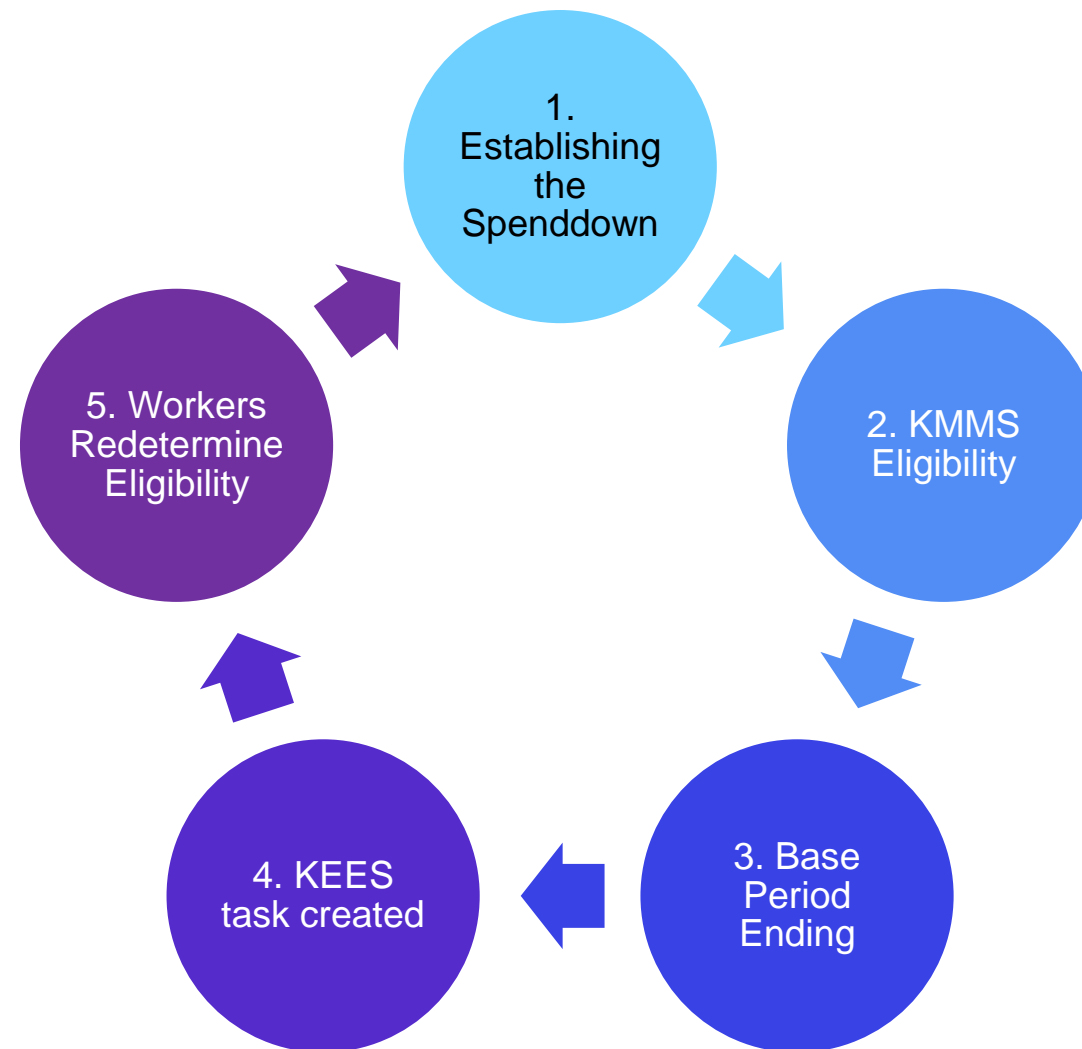 1.
Establishing
the
Spenddown
2. KMMS
Eligibility
3. Base
Period
Ending
4. KEES
task created
5. Workers
Redetermine
Eligibility